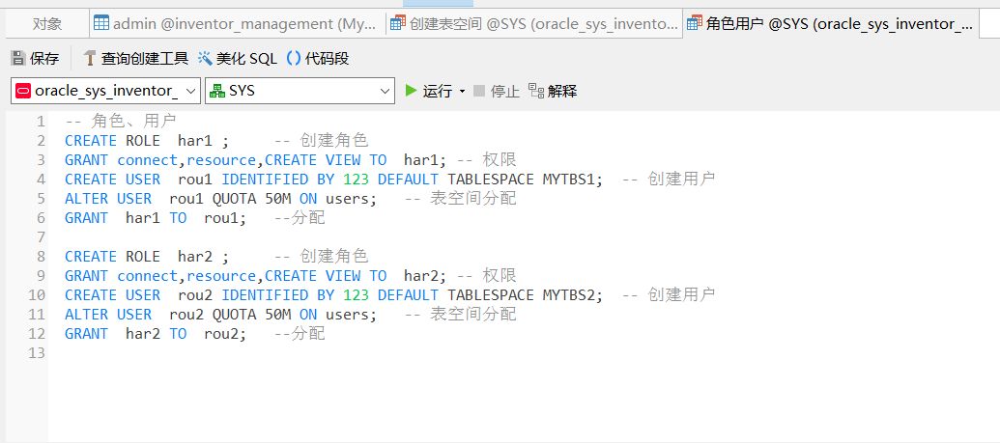 对象 admin @inventor_management (My... 创建表空间 @SYS (oracle_sys_inventor_... 角色用户 @SYS (oracle_sys_inventor_...
保存 查询创建工具 美化 SQL () 代码段
oracle_sys_inventor_ SYS 运行 停止 解释
1 -- 角色、用户
2 CREATE ROLE  har1 ;     -- 创建角色
3 GRANT connect,resource,CREATE VIEW TO  har1; -- 权限
4 CREATE USER  rou1 IDENTIFIED BY 123 DEFAULT TABLESPACE MYTBS1;  -- 创建用户
5 ALTER USER  rou1 QUOTA 50M ON users;   -- 表空间分配
6 GRANT  har1 TO  rou1;   --分配
7
8 CREATE ROLE  har2 ;     -- 创建角色
9 GRANT connect,resource,CREATE VIEW TO  har2; -- 权限
10 CREATE USER  rou2 IDENTIFIED BY 123 DEFAULT TABLESPACE MYTBS2;  -- 创建用户
11 ALTER USER  rou2 QUOTA 50M ON users;   -- 表空间分配
12 GRANT  har2 TO  rou2;   --分配
13